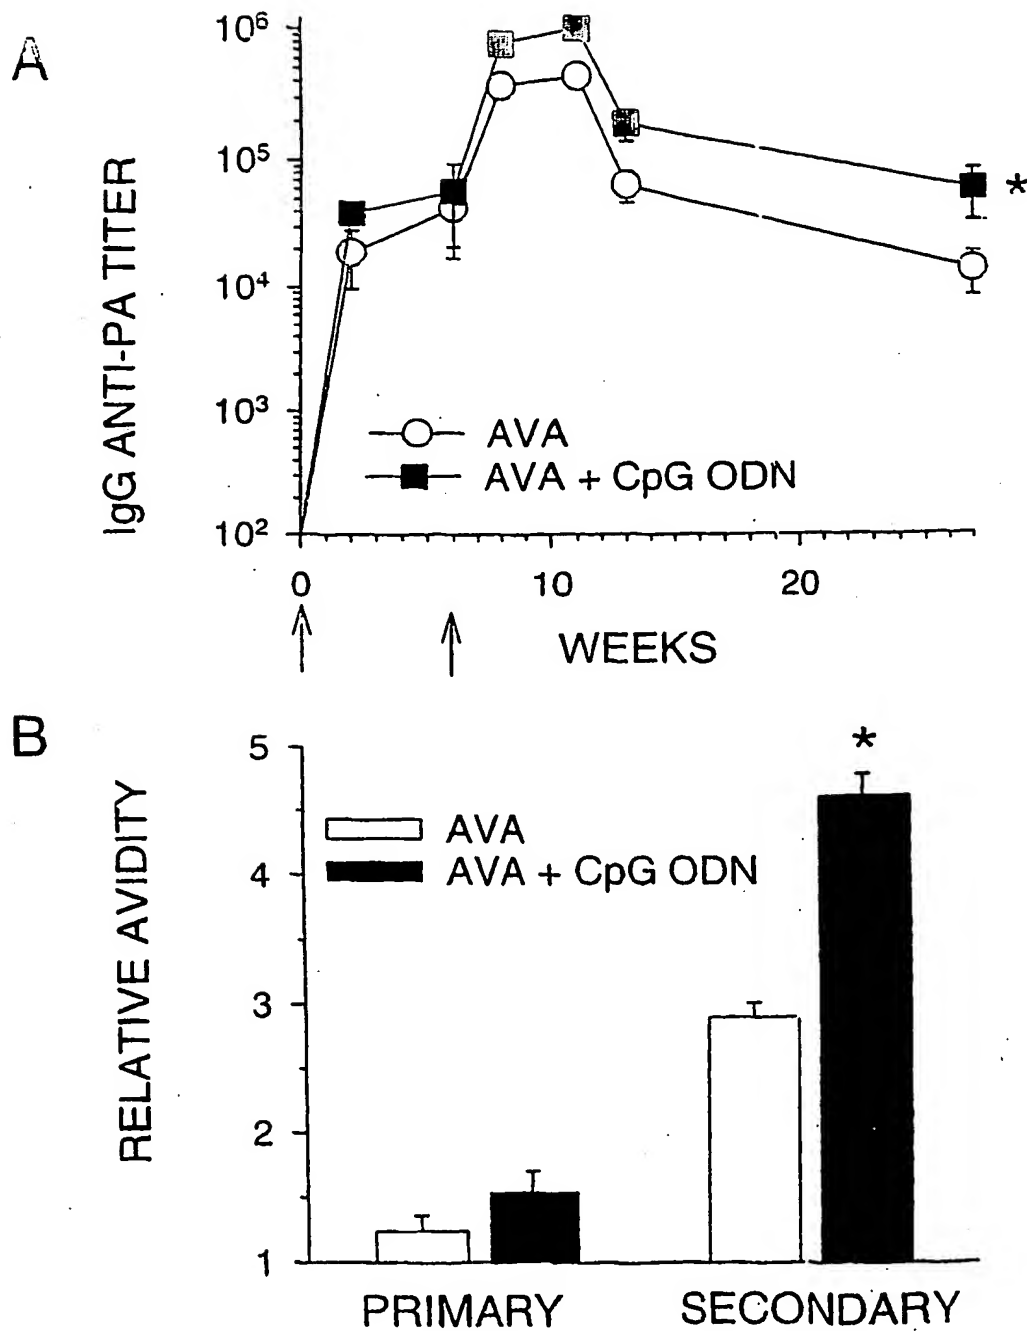 A
IgG ANTI-PA TITER
10⁶
10⁵
10⁴
10³
10²
AVA
AVA + CpG ODN
*
0 10 20
WEEKS
B
RELATIVE AVIDITY
5
4
3
2
1
AVA
AVA + CpG ODN
*
PRIMARY SECONDARY